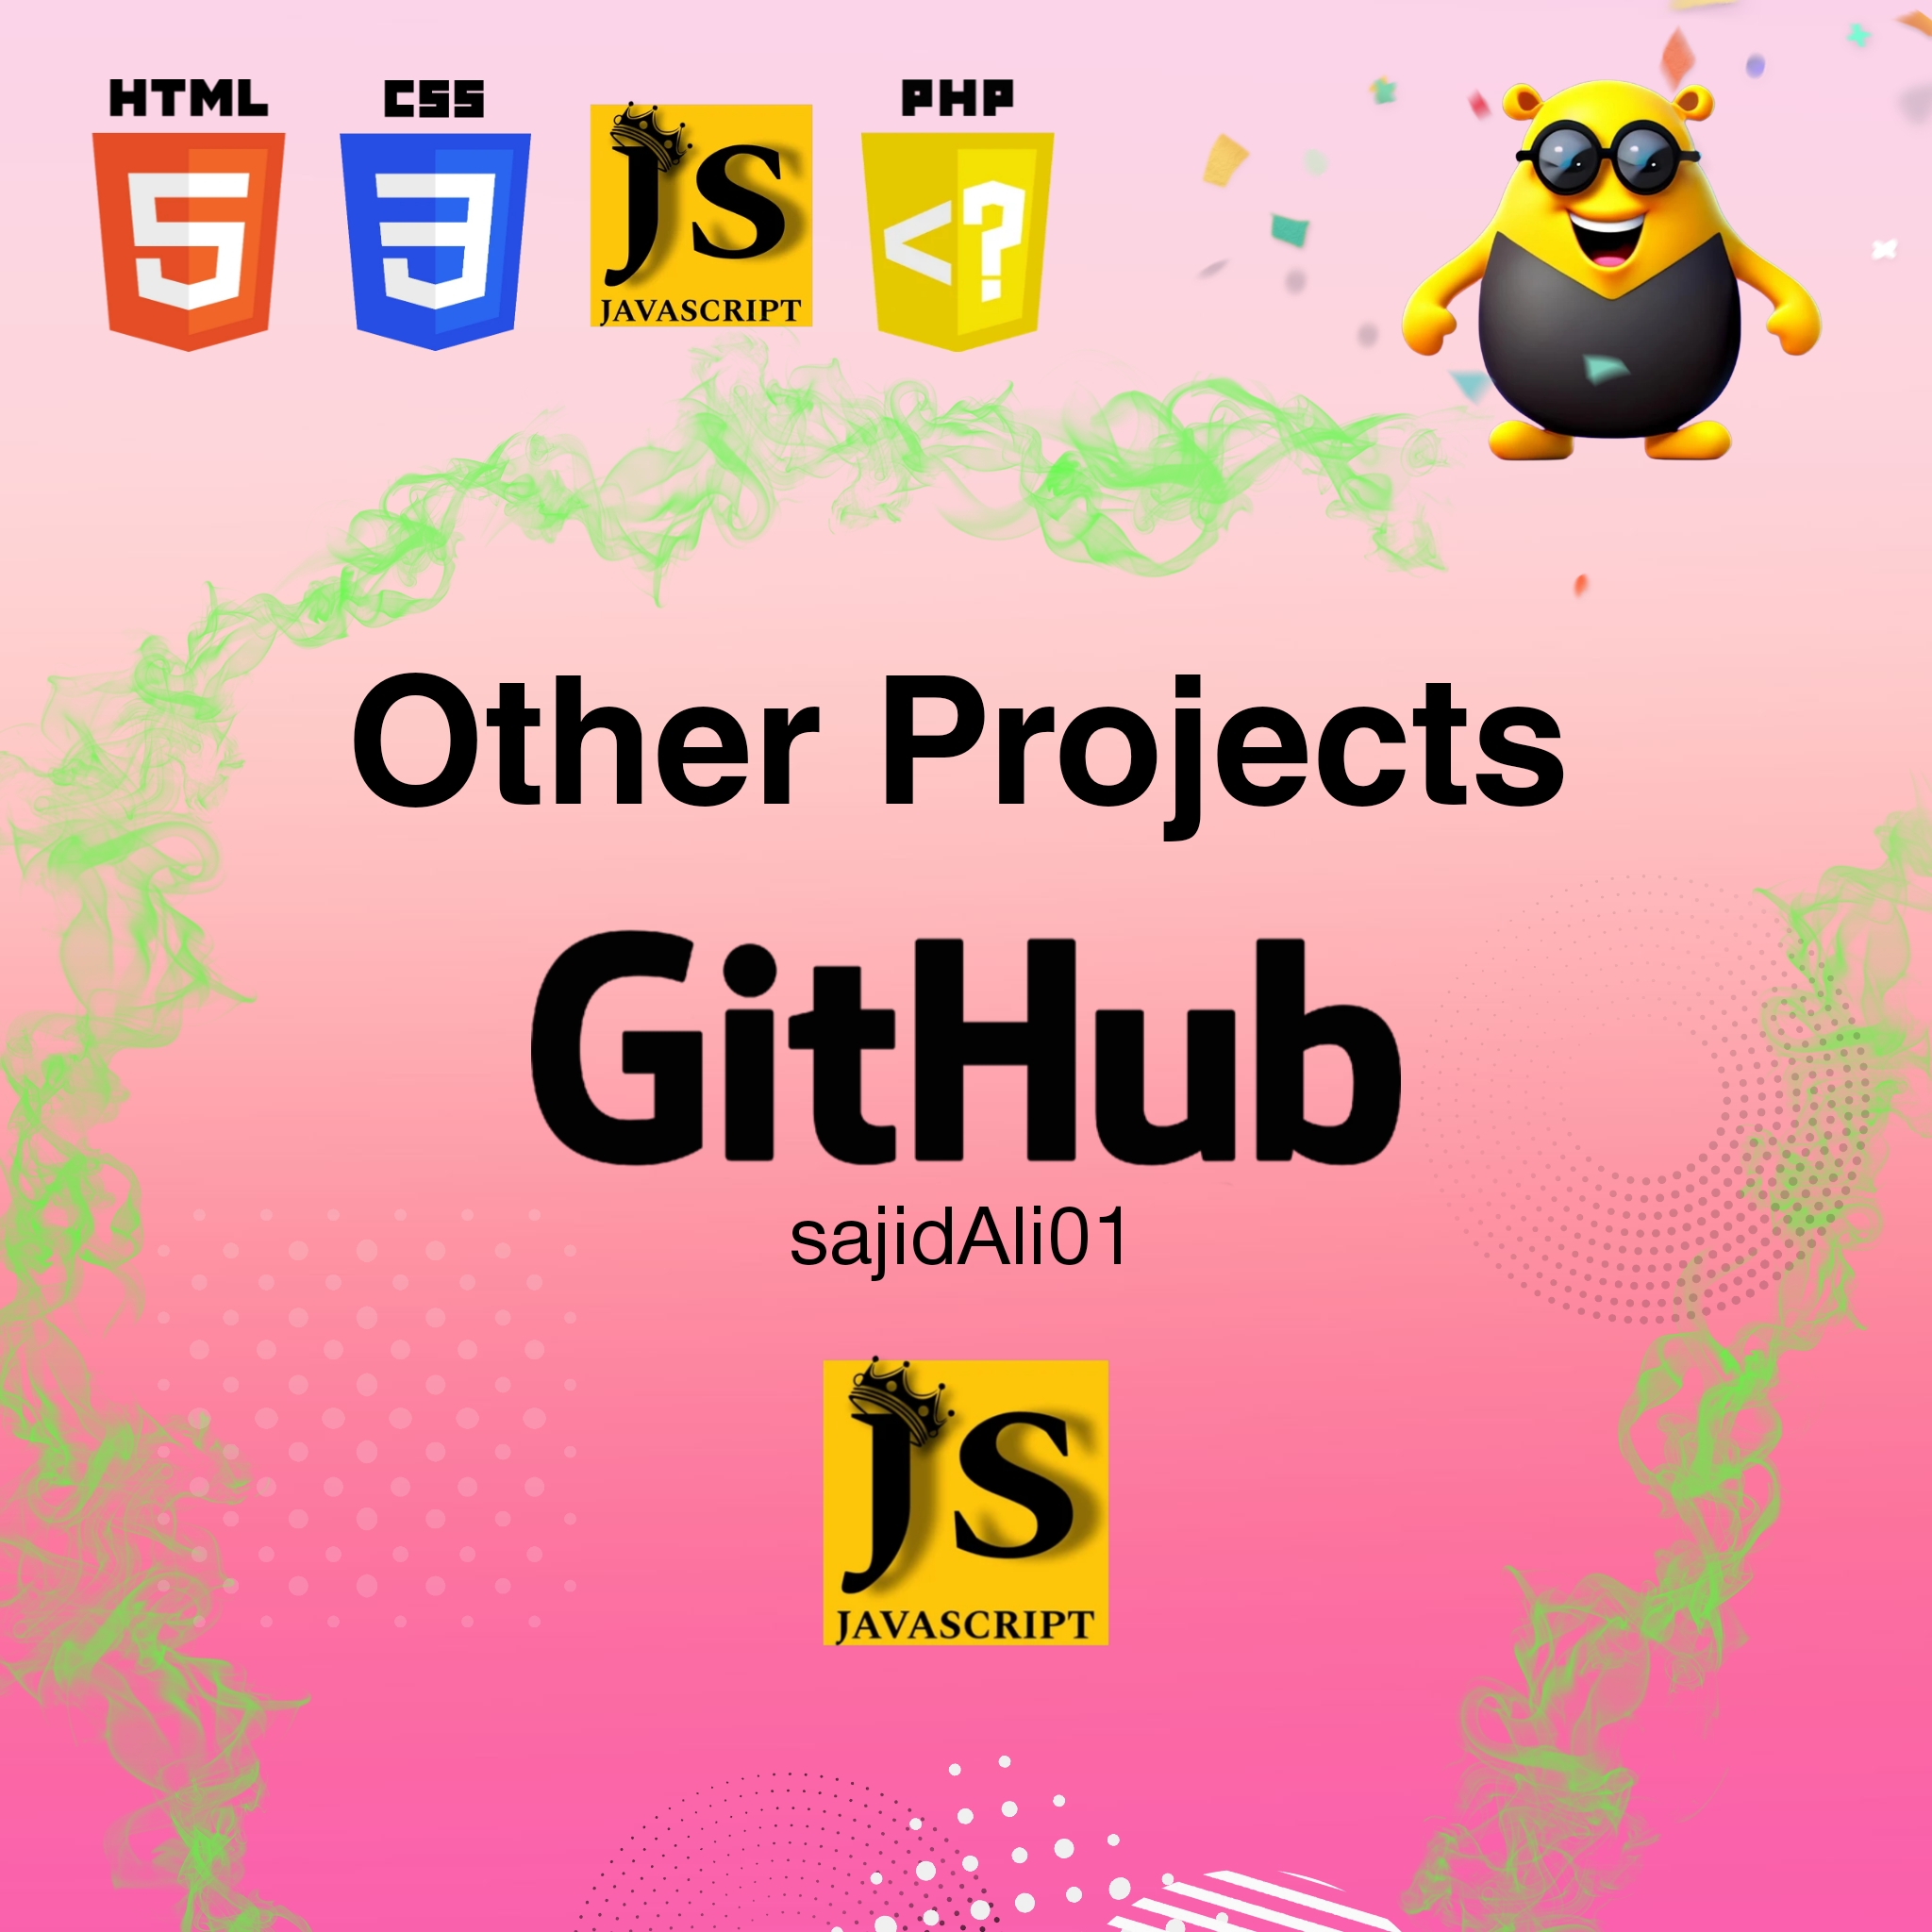 HTML
CSS
JS
JAVASCRIPT
PHP
<?
Other Projects
GitHub
sajidAli01
JS
JAVASCRIPT